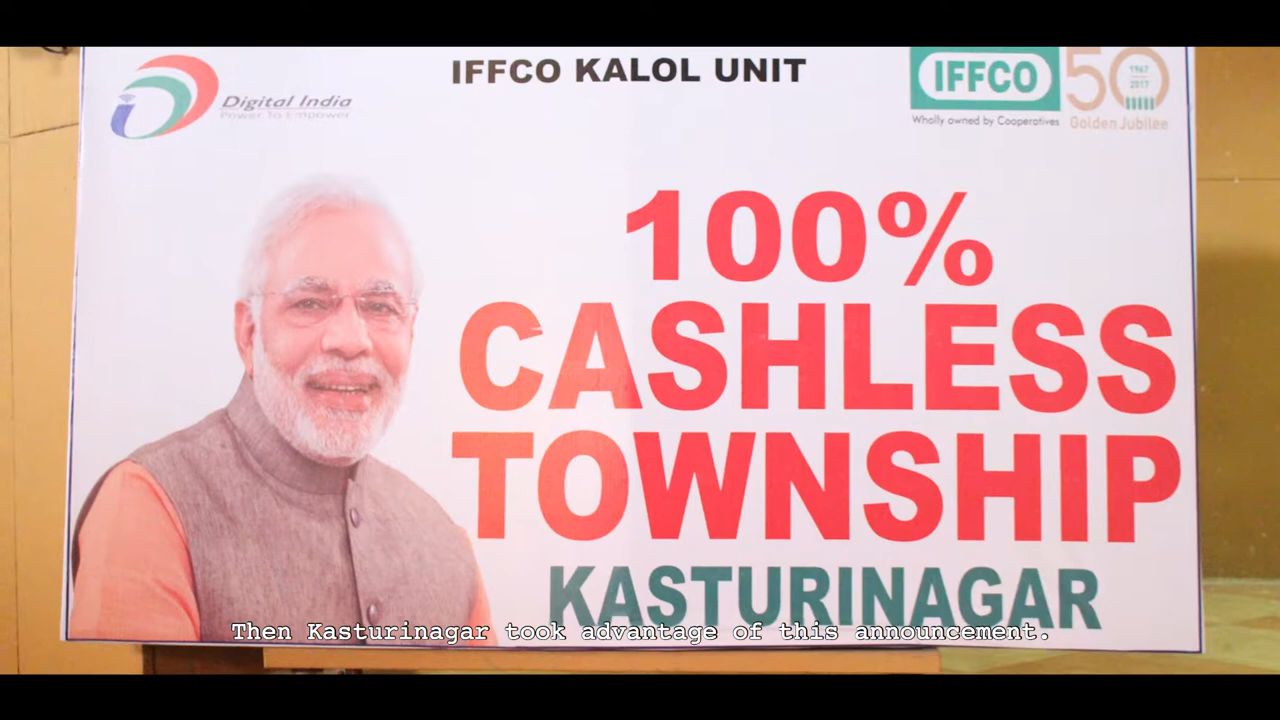 IFFCO KALOL UNIT
Digital India
Power To Empower
IFFCO
Wholly owned by Cooperatives
50
1967
2017
Golden Jubilee
100%
CASHLESS
TOWNSHIP
KASTURINAGAR
Then Kasturinagar took advantage of this announcement.